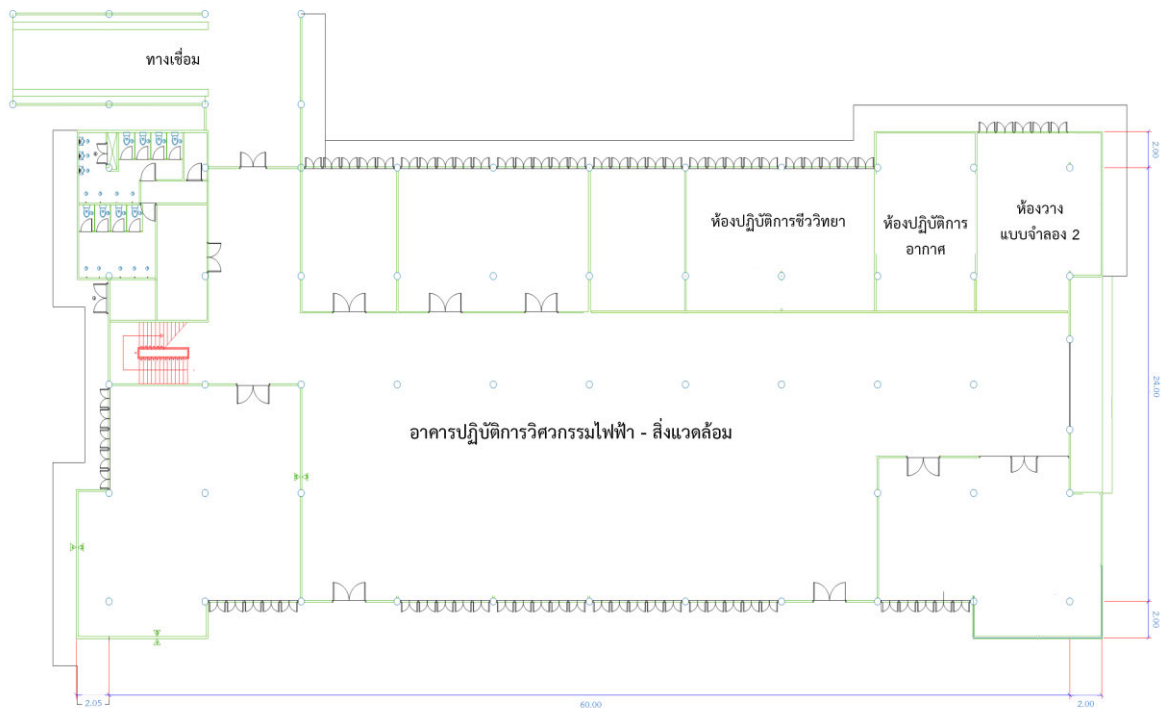 ทางเชื่อม
2.00
ห้องปฏิบัติการชีววิทยา
ห้องปฏิบัติการ
อากาศ
ห้องวาง
แบบจำลอง 2
24.00
อาคารปฏิบัติการวิศวกรรมไฟฟ้า - สิ่งแวดล้อม
2.00
2.05
60.00
2.00